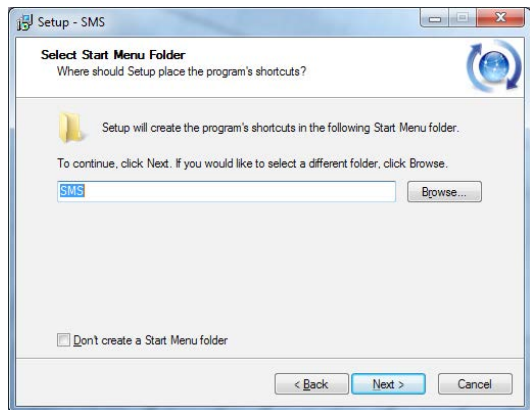 Setup - SMS
Select Start Menu Folder
Where should Setup place the program's shortcuts?
Setup will create the program's shortcuts in the following Start Menu folder.
To continue, click Next. If you would like to select a different folder, click Browse.
SMS
Browse...
Don't create a Start Menu folder
< Back
Next >
Cancel